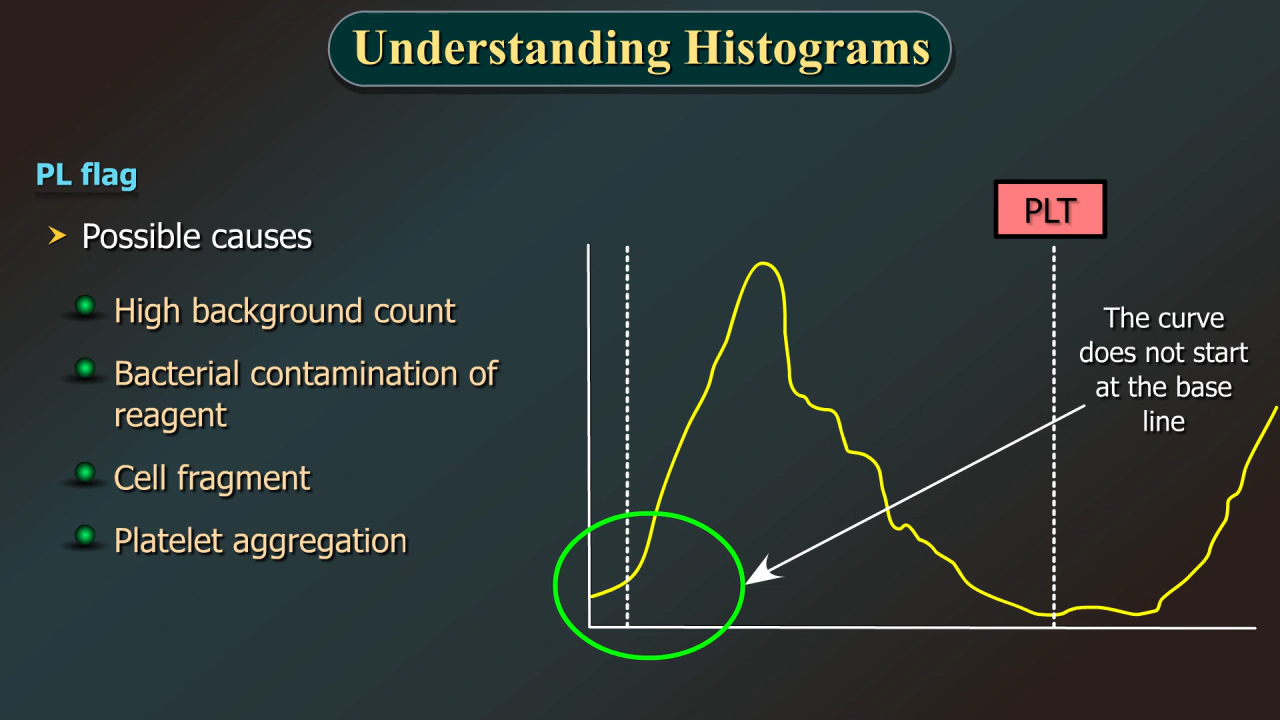 Understanding Histograms
PL flag
Possible causes
High background count
Bacterial contamination of
reagent
Cell fragment
Platelet aggregation
PLT
The curve
does not start
at the base
line